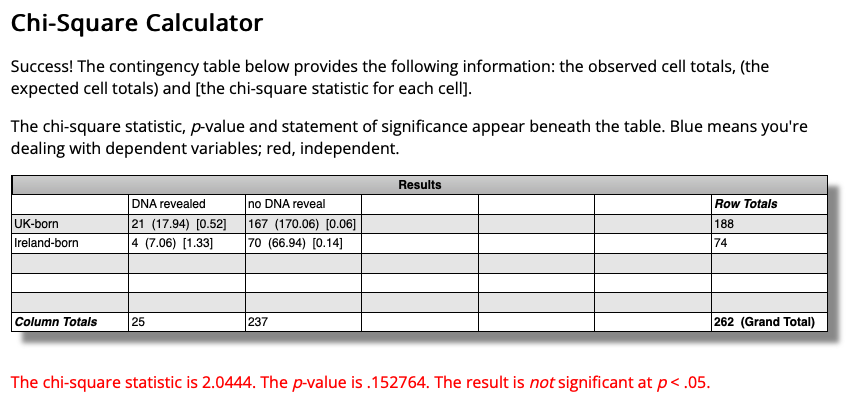 Chi-Square Calculator
Success! The contingency table below provides the following information: the observed cell totals, (the
expected cell totals) and [the chi-square statistic for each cell].
The chi-square statistic, p-value and statement of significance appear beneath the table. Blue means you're
dealing with dependent variables; red, independent.
Results
DNA revealed no DNA reveal Row Totals
UK-born 21 (17.94) [0.52] 167 (170.06) [0.06] 188
Ireland-born 4 (7.06) [1.33] 70 (66.94) [0.14] 74
Column Totals 25 237 262 (Grand Total)
The chi-square statistic is 2.0444. The p-value is .152764. The result is not significant at p < .05.